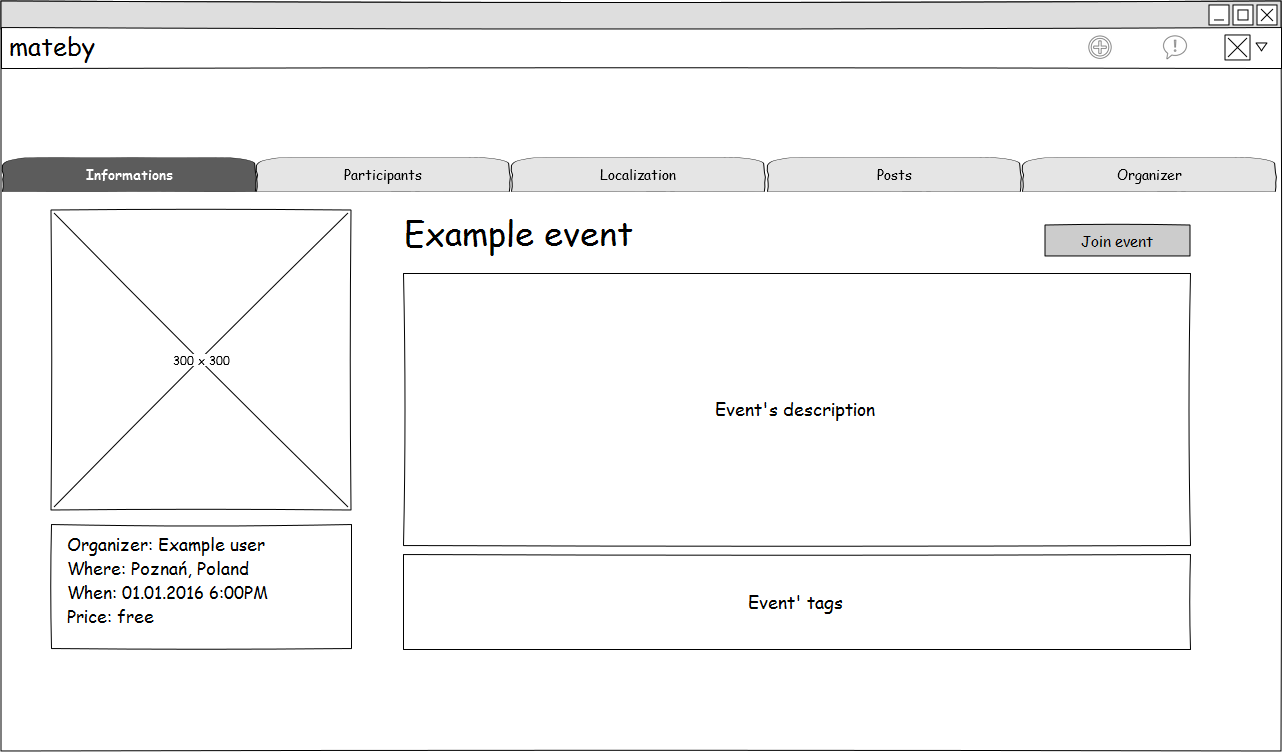 mateby
Informations
Participants
Localization
Posts
Organizer
Example event
Join event
300 x 300
Event's description
Organizer: Example user
Where: Poznań, Poland
When: 01.01.2016 6:00PM
Price: free
Event' tags